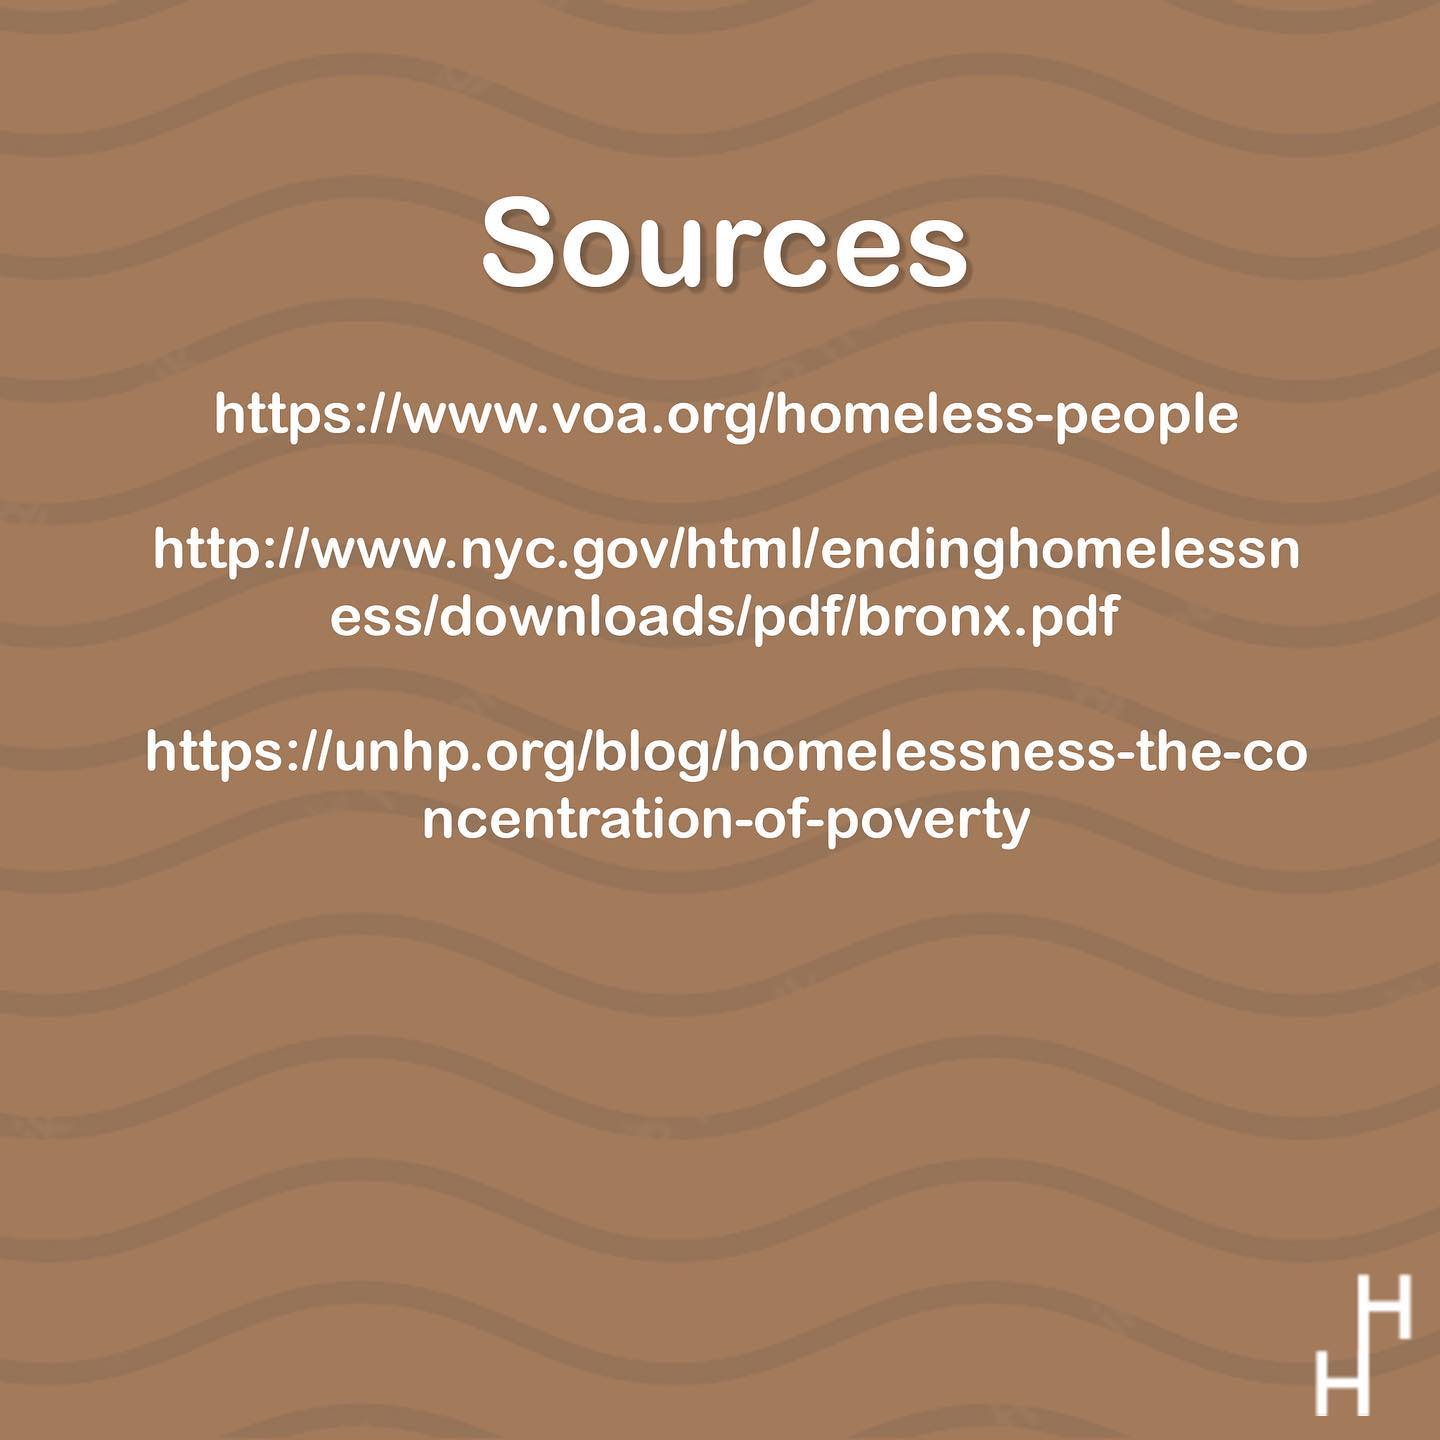 Sources
https://www.voa.org/homeless-people
http://www.nyc.gov/html/endinghomelessn
ess/downloads/pdf/bronx.pdf
https://unhp.org/blog/homelessness-the-co
ncentration-of-poverty
H
H